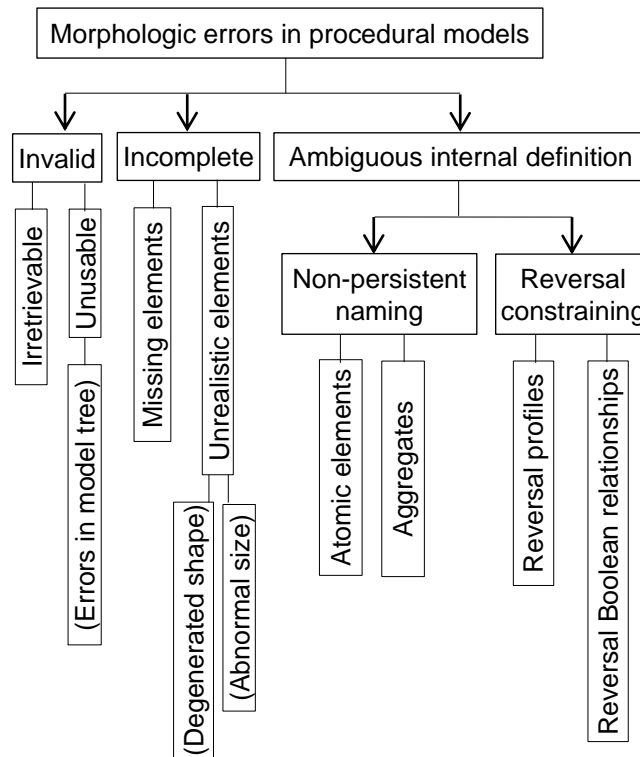 Morphologic errors in procedural models
Invalid
Incomplete
Ambiguous internal definition
Irretrievable
Unusable
(Errors in model tree)
Missing elements
Unrealistic elements
(Degenerated shape)
(Abnormal size)
Non-persistent
naming
Reversal
constraining
Atomic elements
Aggregates
Reversal profiles
Reversal Boolean relationships